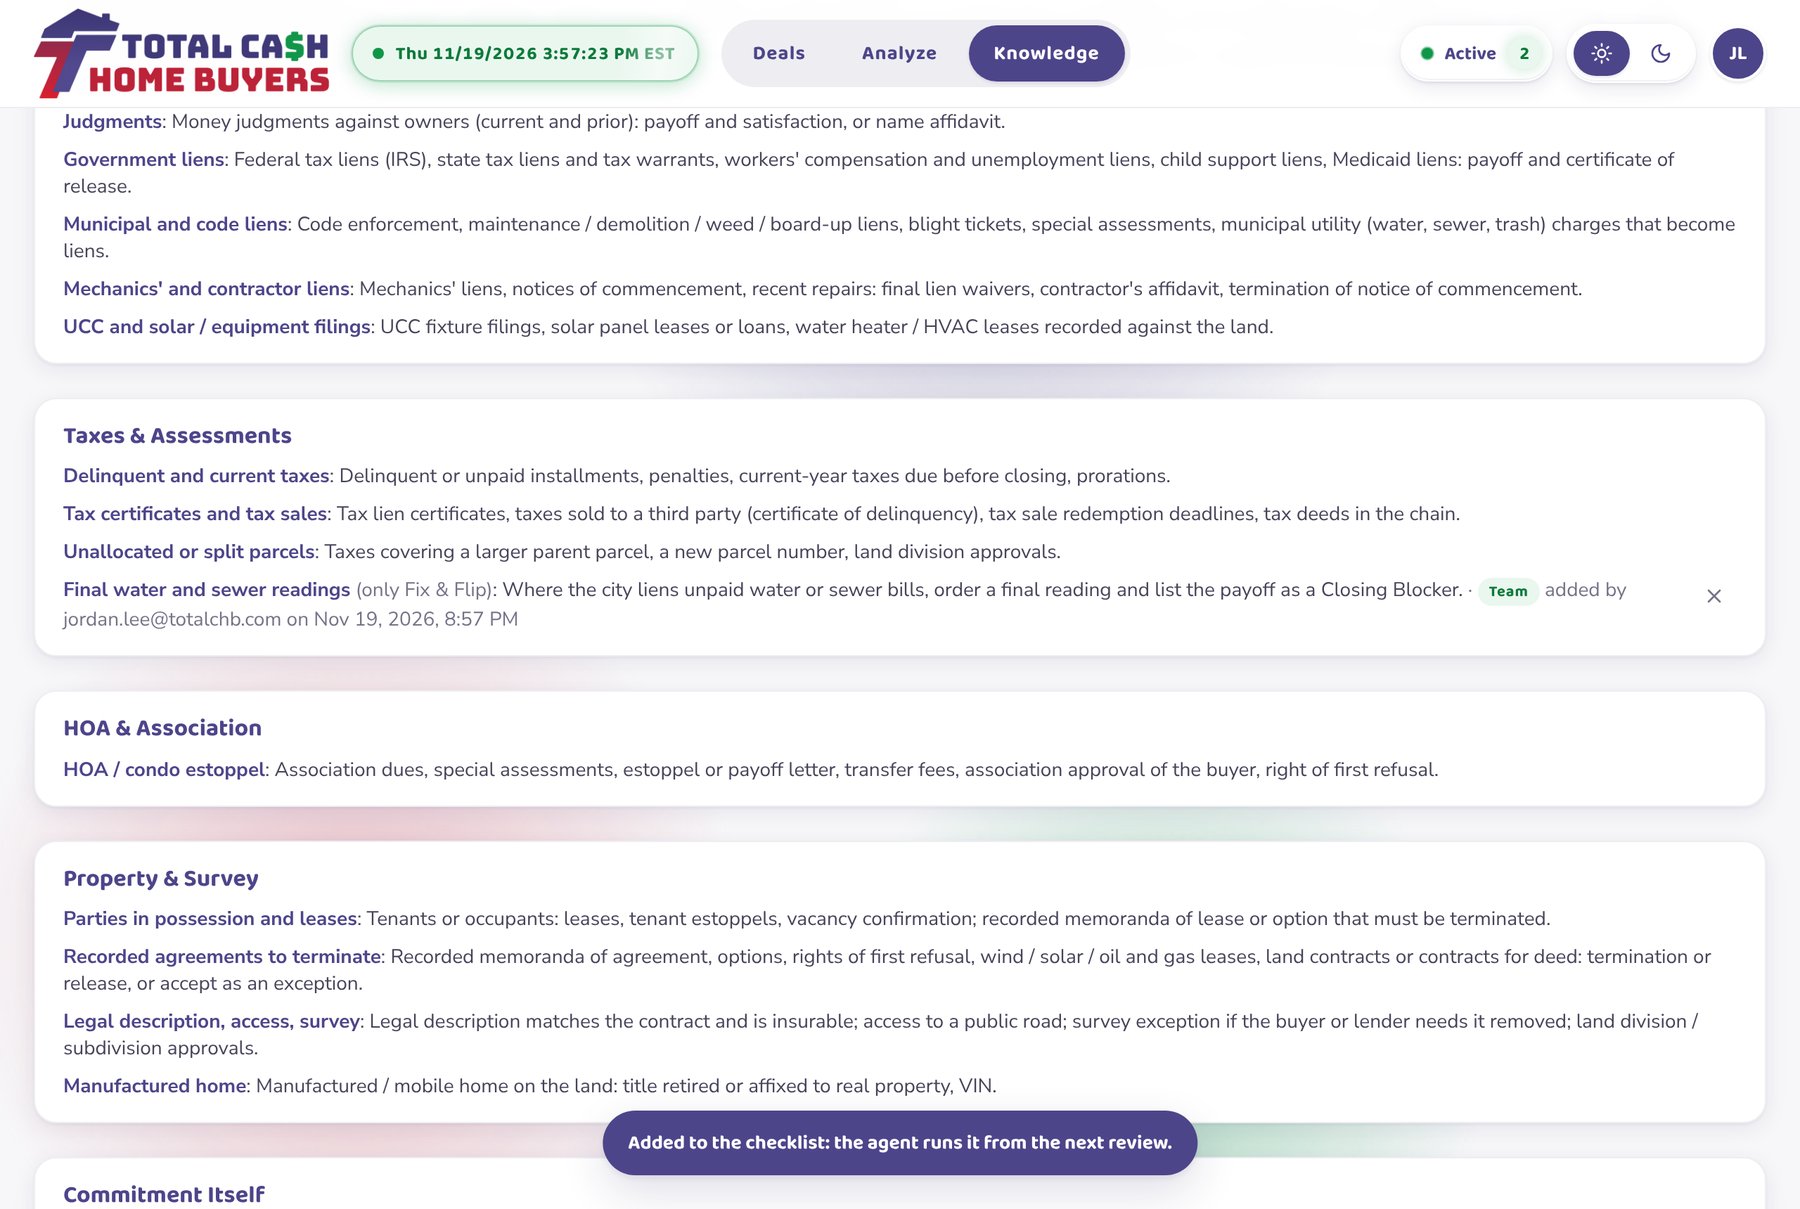 TOTAL CA$H
HOME BUYERS
Thu 11/19/2026 3:57:23 PM EST
Deals
Analyze
Knowledge
Active 2
JL
Judgments: Money judgments against owners (current and prior): payoff and satisfaction, or name affidavit.
Government liens: Federal tax liens (IRS), state tax liens and tax warrants, workers' compensation and unemployment liens, child support liens, Medicaid liens: payoff and certificate of
release.
Municipal and code liens: Code enforcement, maintenance / demolition / weed / board-up liens, blight tickets, special assessments, municipal utility (water, sewer, trash) charges that become
liens.
Mechanics' and contractor liens: Mechanics' liens, notices of commencement, recent repairs: final lien waivers, contractor's affidavit, termination of notice of commencement.
UCC and solar / equipment filings: UCC fixture filings, solar panel leases or loans, water heater / HVAC leases recorded against the land.
Taxes & Assessments
Delinquent and current taxes: Delinquent or unpaid installments, penalties, current-year taxes due before closing, prorations.
Tax certificates and tax sales: Tax lien certificates, taxes sold to a third party (certificate of delinquency), tax sale redemption deadlines, tax deeds in the chain.
Unallocated or split parcels: Taxes covering a larger parent parcel, a new parcel number, land division approvals.
Final water and sewer readings (only Fix & Flip): Where the city liens unpaid water or sewer bills, order a final reading and list the payoff as a Closing Blocker. · Team added by
jordan.lee@totalchb.com on Nov 19, 2026, 8:57 PM
HOA & Association
HOA / condo estoppel: Association dues, special assessments, estoppel or payoff letter, transfer fees, association approval of the buyer, right of first refusal.
Property & Survey
Parties in possession and leases: Tenants or occupants: leases, tenant estoppels, vacancy confirmation; recorded memoranda of lease or option that must be terminated.
Recorded agreements to terminate: Recorded memoranda of agreement, options, rights of first refusal, wind / solar / oil and gas leases, land contracts or contracts for deed: termination or
release, or accept as an exception.
Legal description, access, survey: Legal description matches the contract and is insurable; access to a public road; survey exception if the buyer or lender needs it removed; land division /
subdivision approvals.
Manufactured home: Manufactured / mobile home on the land: title retired or affixed to real property, VIN.
Added to the checklist: the agent runs it from the next review.
Commitment Itself